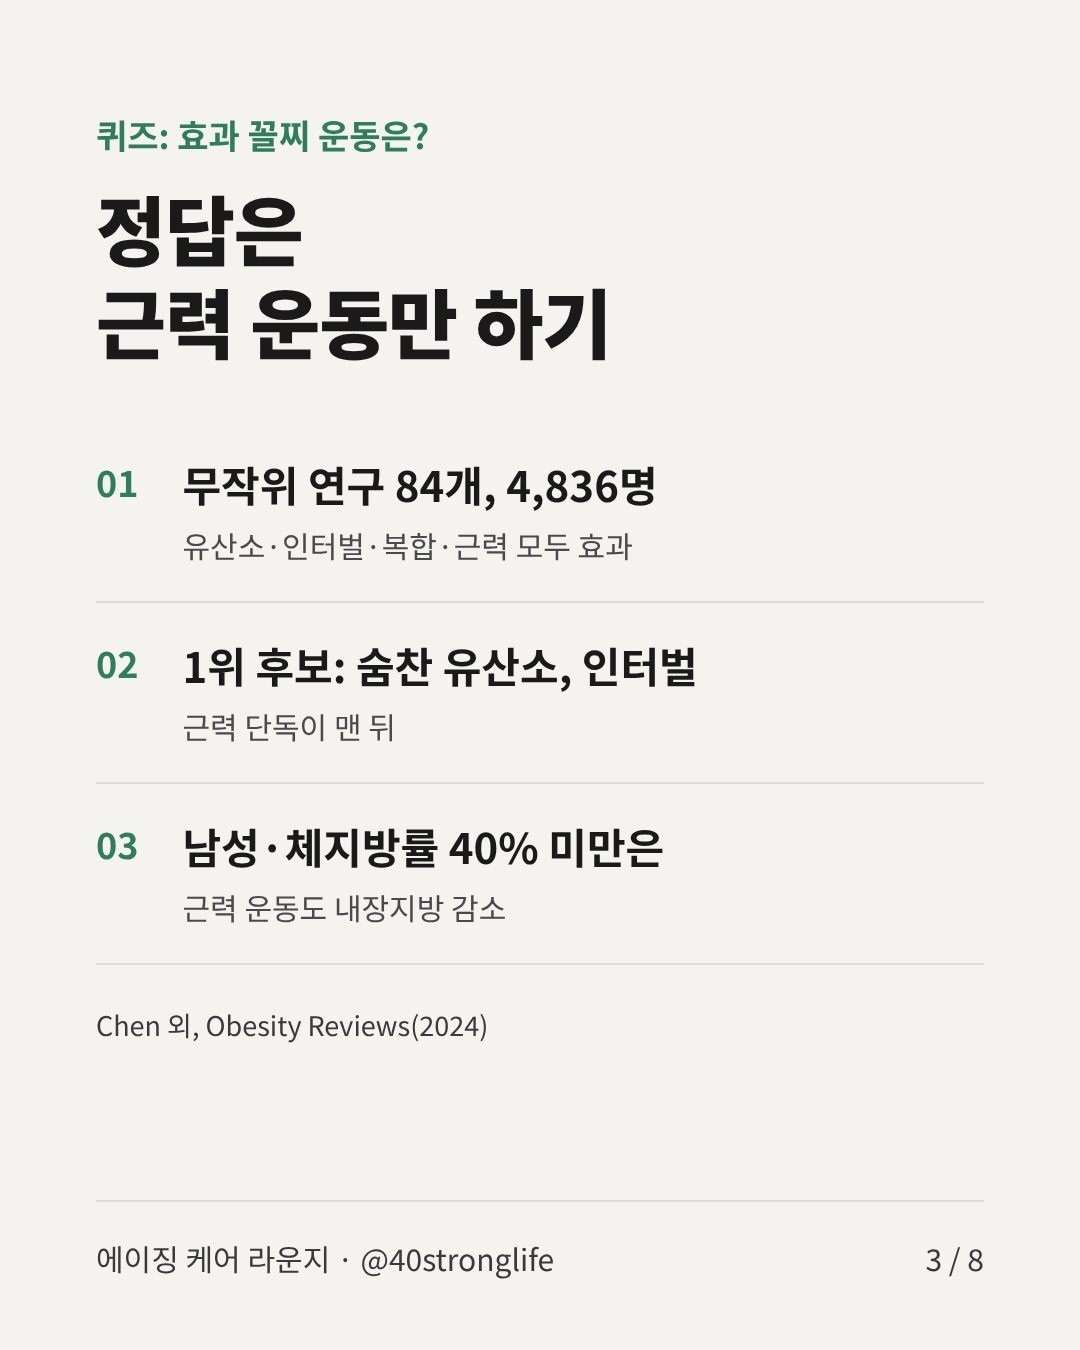 퀴즈: 효과 꼴찌 운동은?
정답은
근력 운동만 하기
01 무작위 연구 84개, 4,836명
유산소·인터벌·복합·근력 모두 효과
02 1위 후보: 숨찬 유산소, 인터벌
근력 단독이 맨 뒤
03 남성·체지방률 40% 미만은
근력 운동도 내장지방 감소
Chen 외, Obesity Reviews(2024)
에이징 케어 라운지 · @40stronglife 3 / 8